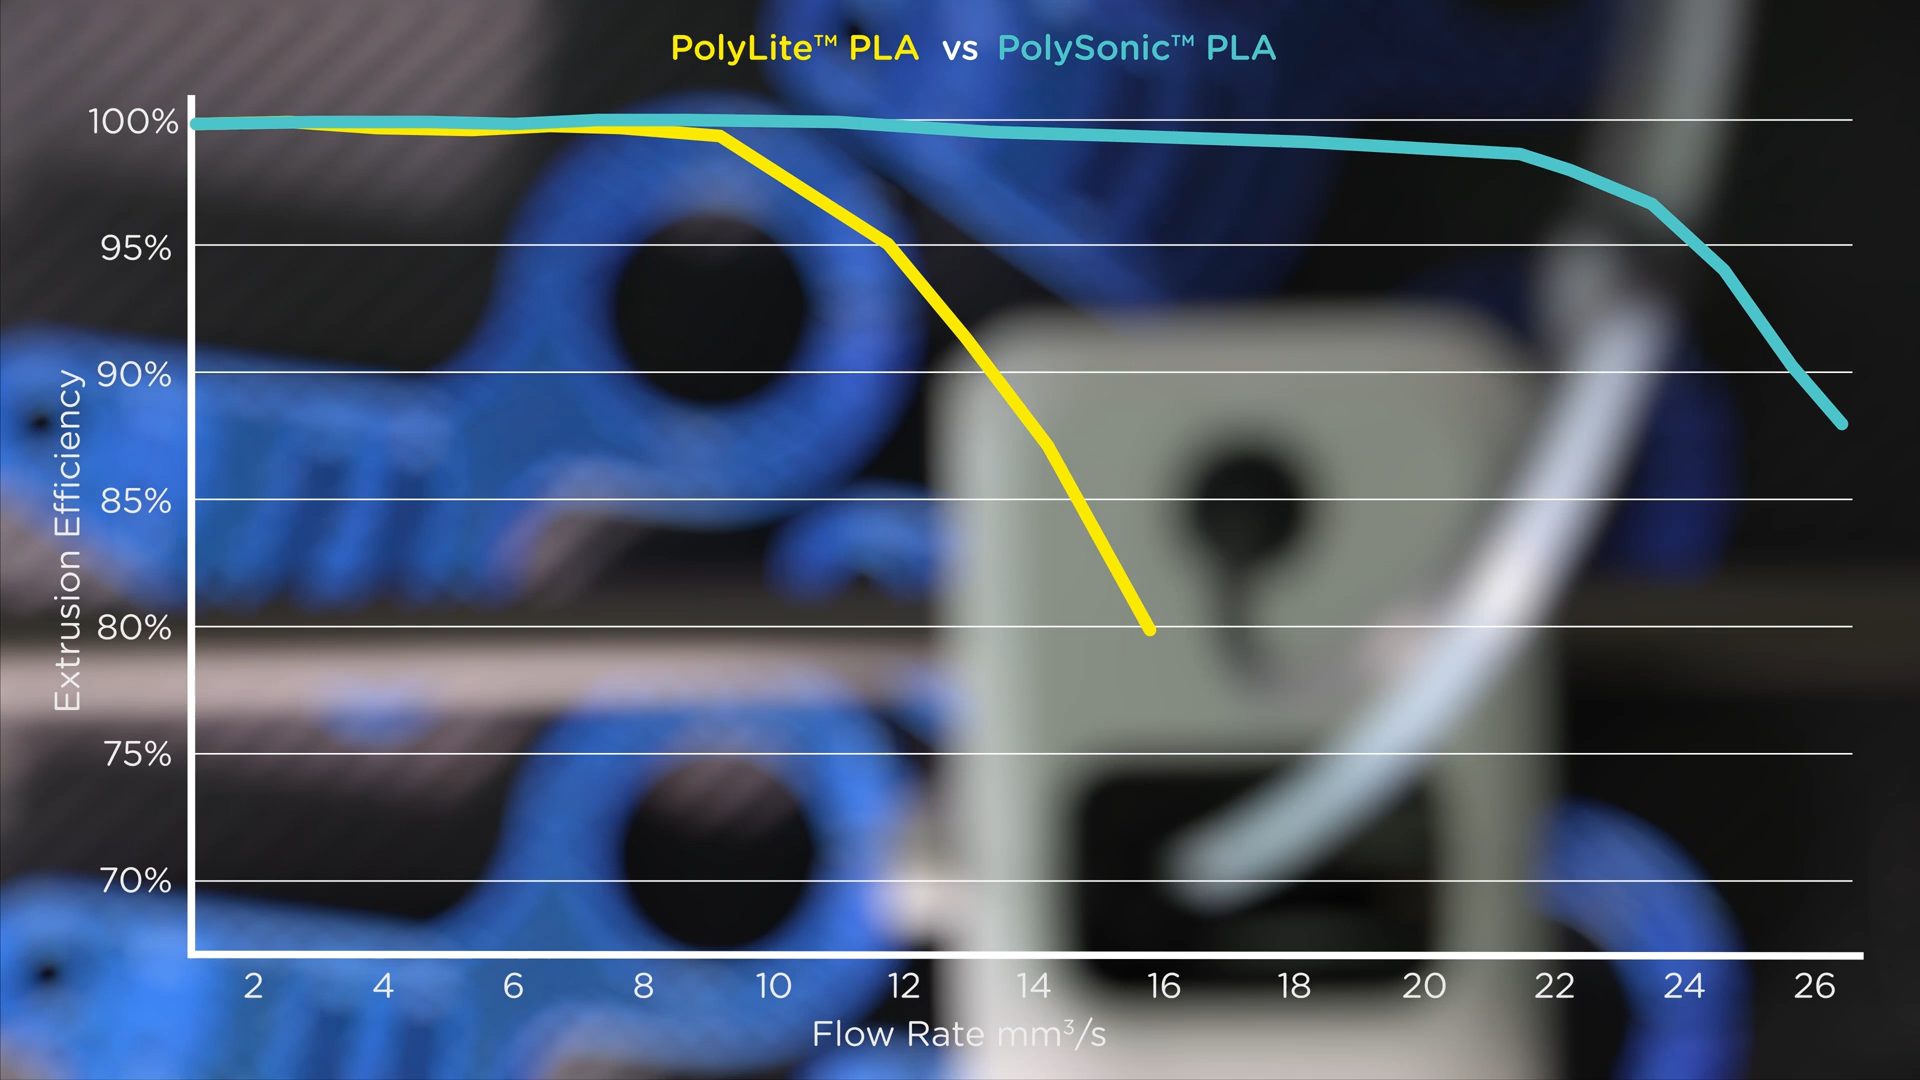 PolyLite™ PLA vs PolySonic™ PLA
100%
95%
90%
85%
80%
75%
70%
Extrusion Efficiency
2 4 6 8 10 12 14 16 18 20 22 24 26
Flow Rate mm³/s